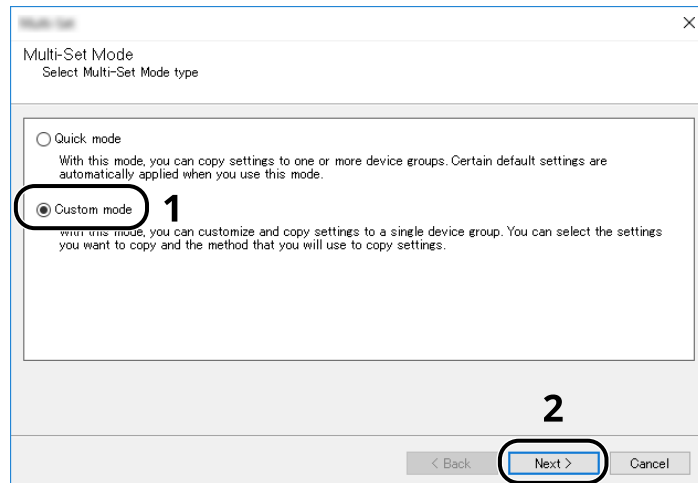 Multi-Set Mode
Select Multi-Set Mode type
Quick mode
With this mode, you can copy settings to one or more device groups. Certain default settings are
automatically applied when you use this mode.
Custom mode
1
With this mode, you can customize and copy settings to a single device group. You can select the settings
you want to copy and the method that you will use to copy settings.
2
< Back
Next >
Cancel